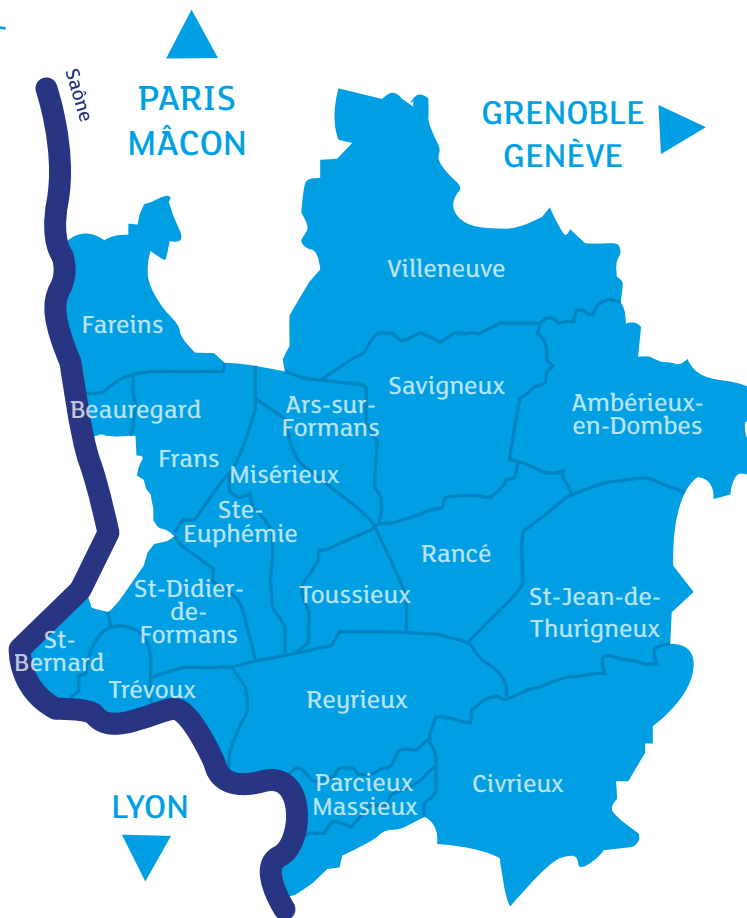 Saône
PARIS
MÂCON
GRENOBLE
GENÈVE
Villeneuve
Fareins
Savigneux
Beauregard
Ars-sur-
Formans
Ambérieux-
en-Dombes
Frans
Misérieux
Ste-
Euphémie
Rancé
St-Didier-
de-
Formans
Toussieux
St-Jean-de-
Thurigneux
St-
Bernard
Trévoux
Reyrieux
Parcieux
Massieux
Civrieux
LYON